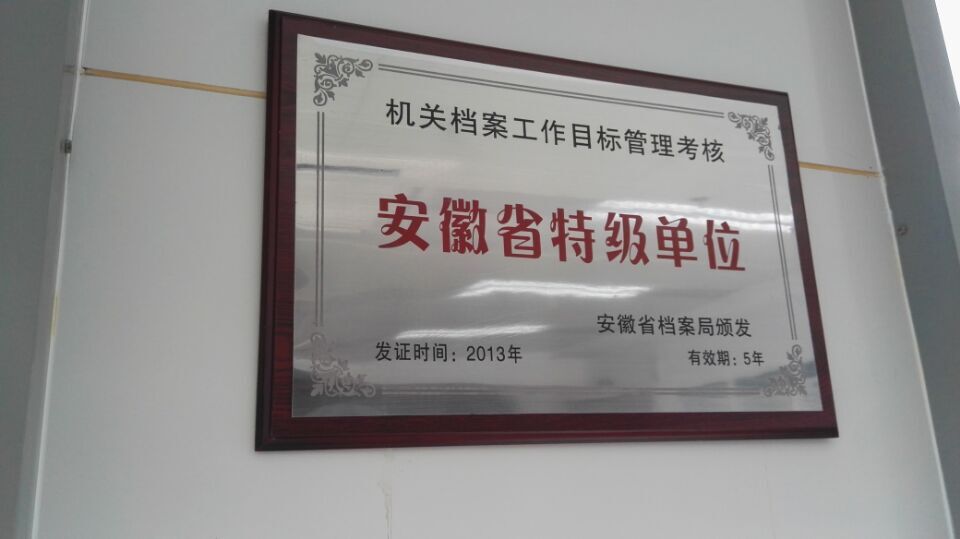 机关档案工作目标管理考核
安徽省特级单位
安徽省档案局颁发
发证时间：2013年
有效期：5年